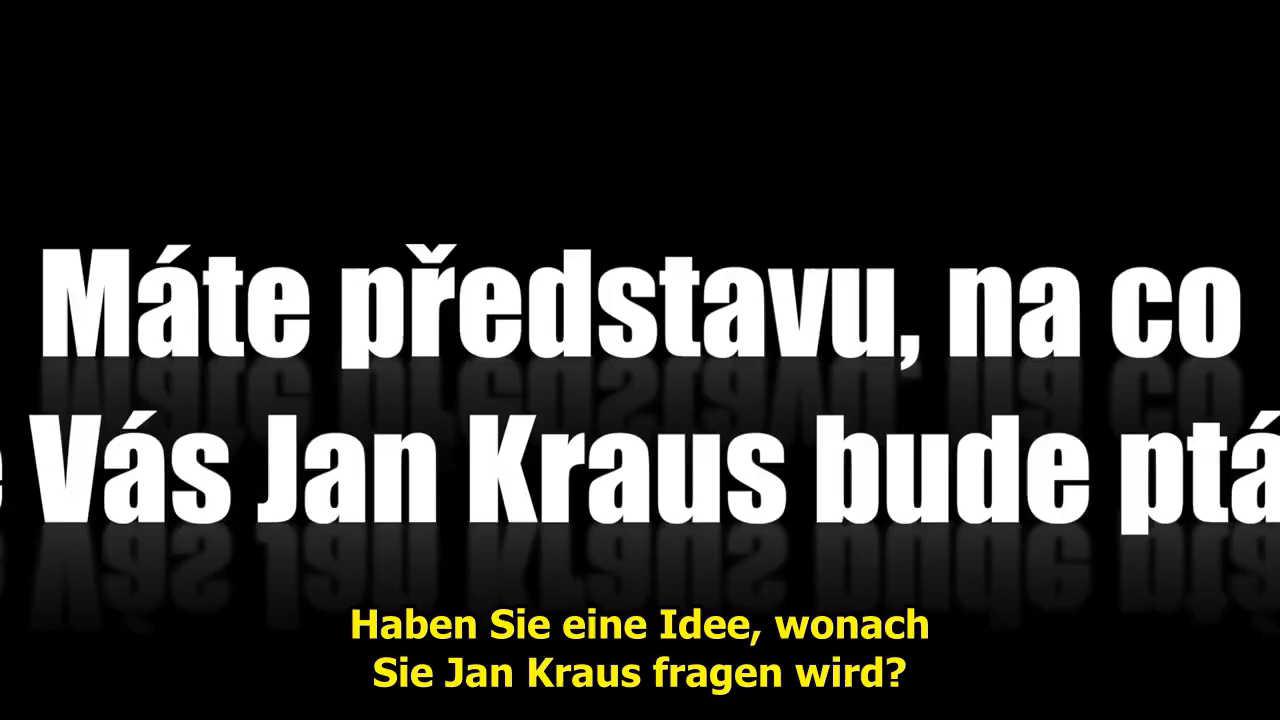 Máte představu, na co
Vás Jan Kraus bude
Haben Sie eine Idee, wonach
Sie Jan Kraus fragen wird?